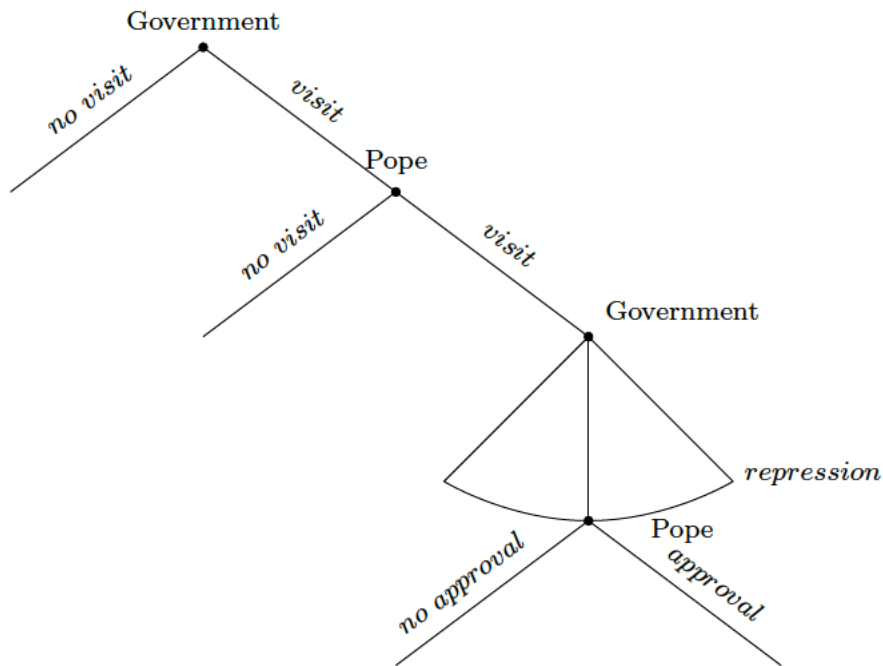 Government
no visit
visit
Pope
no visit
visit
Government
repression
Pope
no approval
approval